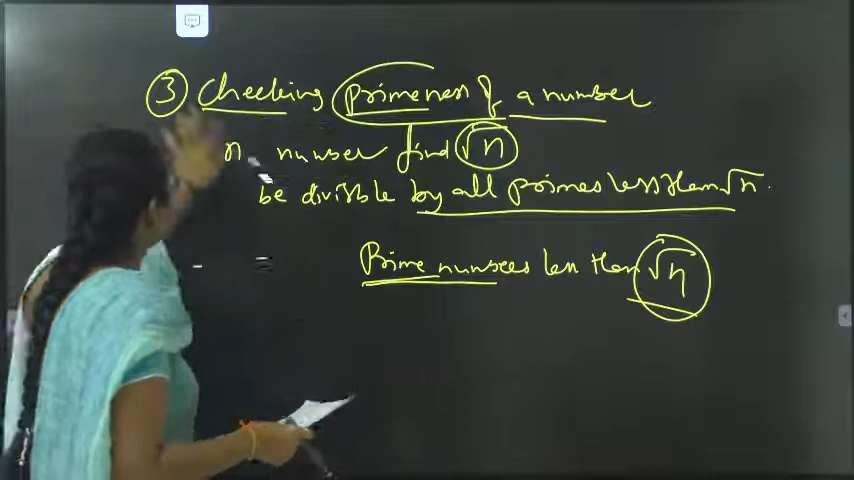 ③ Checking primeness of a number
n number find √n
be divisible by all primes less than √n.
Prime numbers less than √n